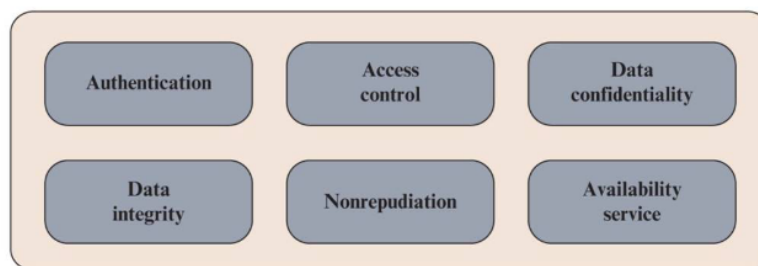 Authentication
Access
control
Data
confidentiality
Data
integrity
Nonrepudiation
Availability
service